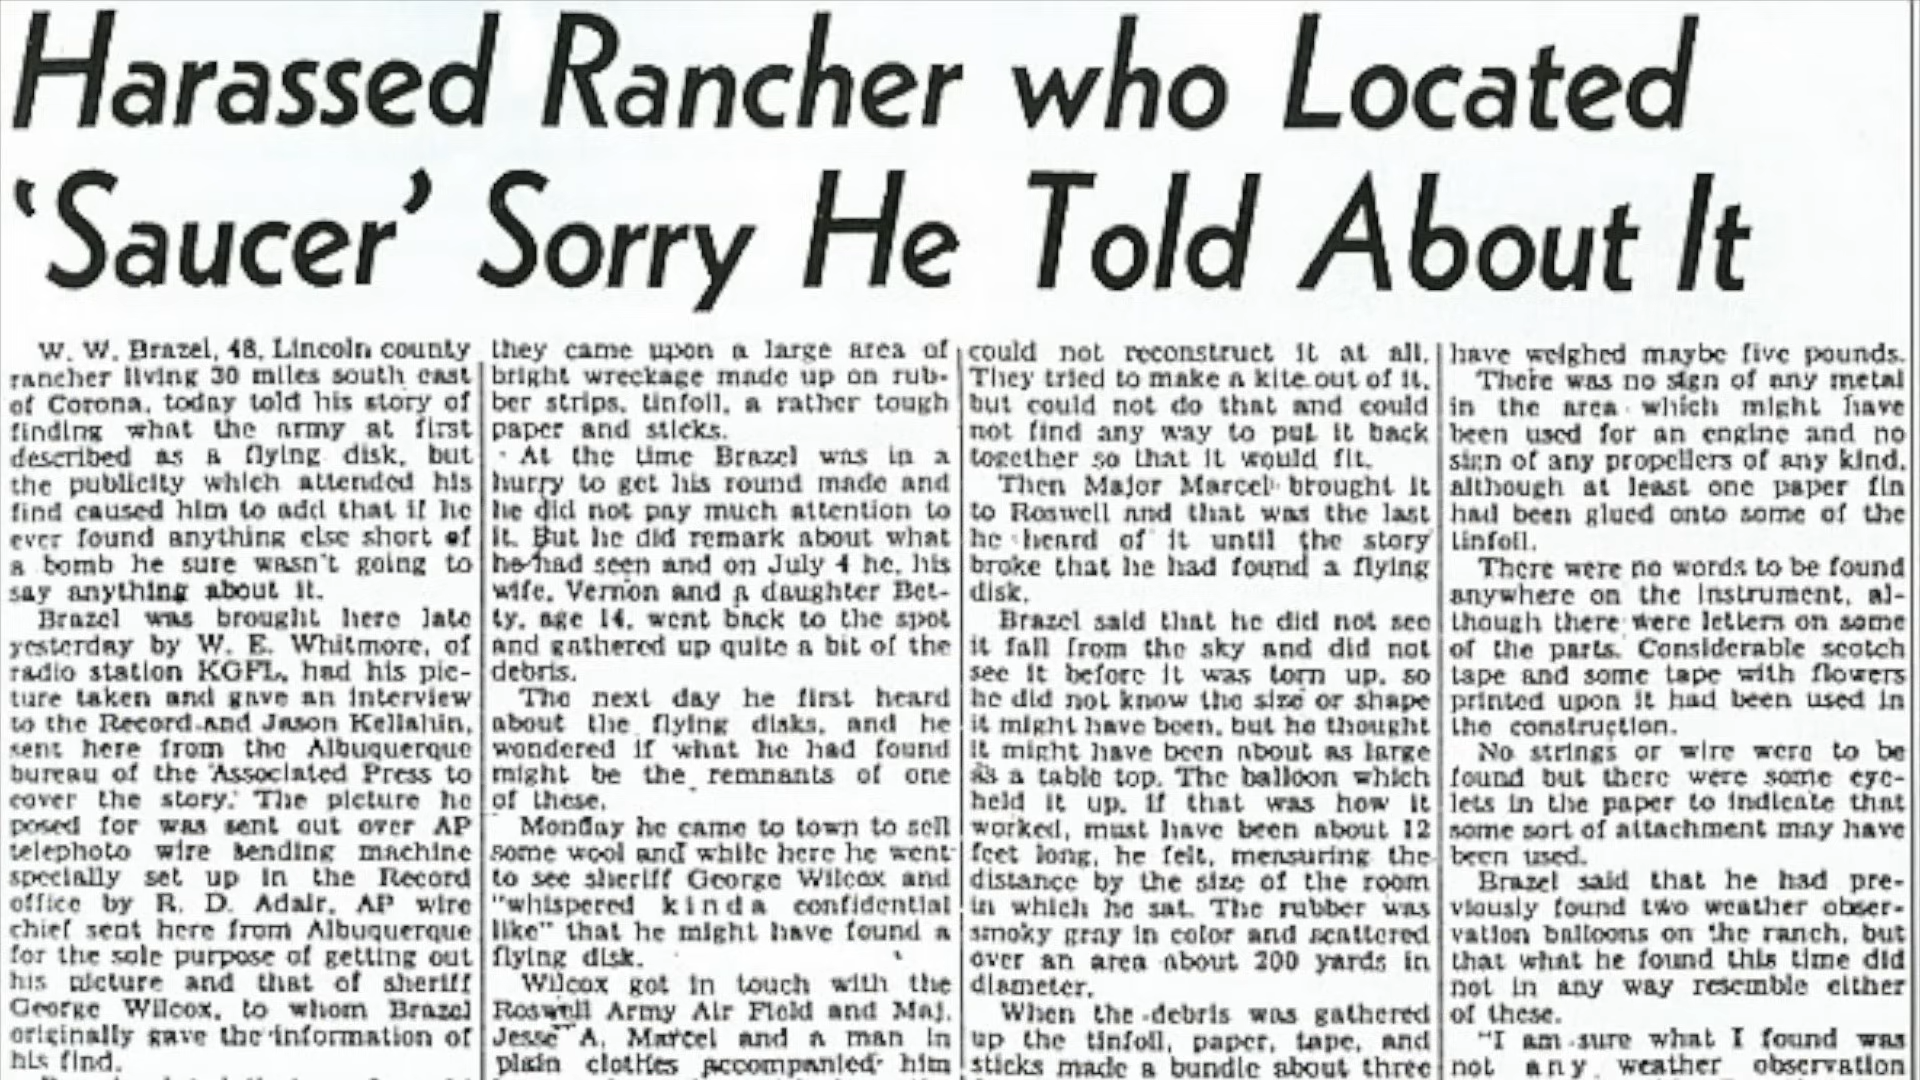 Harassed Rancher who Located
'Saucer' Sorry He Told About It
W. W. Brazel, 48, Lincoln county
rancher living 30 miles south east
of Corona, today told his story of
finding what the army at first
described as a flying disk, but
the publicity which attended his
find caused him to add that if he
ever found anything else short of
a bomb he sure wasn't going to
say anything about it.
Brazel was brought here late
yesterday by W. E. Whitmore, of
radio station KGFL, had his pic-
ture taken and gave an interview
to the Record and Jason Kellahin,
sent here from the Albuquerque
bureau of the Associated Press to
cover the story. The picture he
posed for was sent out over AP
telephoto wire sending machine
specially set up in the Record
office by R. D. Adair, AP wire
chief sent here from Albuquerque
for the sole purpose of getting out
his picture and that of sheriff
George Wilcox, to whom Brazel
originally gave the information of
his find.
they came upon a large area of
bright wreckage made up on rub-
ber strips, tinfoil, a rather tough
paper and sticks.
At the time Brazel was in a
hurry to get his round made and
he did not pay much attention to
it. But he did remark about what
he had seen and on July 4 he, his
wife, Vernon and a daughter Bet-
ty, age 14, went back to the spot
and gathered up quite a bit of the
debris.
The next day he first heard
about the flying disks, and he
wondered if what he had found
might be the remnants of one
of these.
Monday he came to town to sell
some wool and while here he went
to see sheriff George Wilcox and
"whispered kinda confidential
like" that he might have found a
flying disk.
Wilcox got in touch with the
Roswell Army Air Field and Maj.
Jesse A. Marcel and a man in
plain clothes accompanied him
could not reconstruct it at all.
They tried to make a kite out of it,
but could not do that and could
not find any way to put it back
together so that it would fit.
Then Major Marcel brought it
to Roswell and that was the last
he heard of it until the story
broke that he had found a flying
disk.
Brazel said that he did not see
it fall from the sky and did not
see it before it was torn up, so
he did not know the size or shape
it might have been, but he thought
it might have been about as large
as a table top. The balloon which
held it up, if that was how it
worked, must have been about 12
feet long, he felt, measuring the
distance by the size of the room
in which he sat. The rubber was
smoky gray in color and scattered
over an area about 200 yards in
diameter.
When the debris was gathered
up the tinfoil, paper, tape, and
sticks made a bundle about three
have weighed maybe five pounds.
There was no sign of any metal
in the area which might have
been used for an engine and no
sign of any propellers of any kind,
although at least one paper fin
had been glued onto some of the
tinfoil.
There were no words to be found
anywhere on the instrument, al-
though there were letters on some
of the parts. Considerable scotch
tape and some tape with flowers
printed upon it had been used in
the construction.
No strings or wire were to be
found but there were some eye-
lets in the paper to indicate that
some sort of attachment may have
been used.
Brazel said that he had pre-
viously found two weather obser-
vation balloons on the ranch, but
that what he found this time did
not in any way resemble either
of these.
"I am sure what I found was
not any weather observation